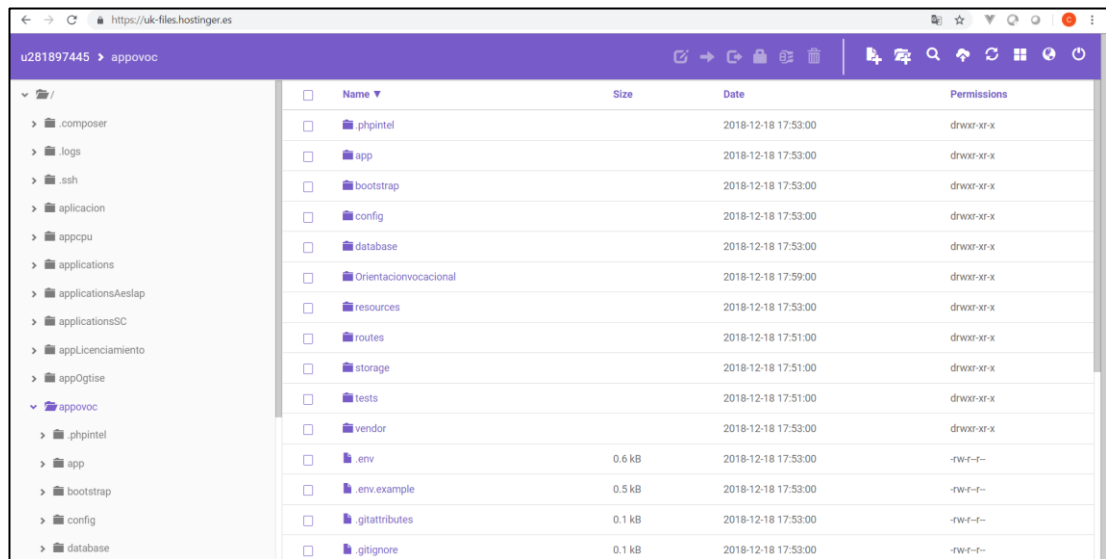 https://uk-files.hostinger.es
u281897445 > appovoc
/
.composer
.logs
.ssh
aplicacion
appcpu
applications
applicationsAeslap
applicationsSC
appLicenciamiento
appOgtise
appovoc
.phpintel
app
bootstrap
config
database
Name Size Date Permissions
.phpintel 2018-12-18 17:53:00 drwxr-xr-x
app 2018-12-18 17:53:00 drwxr-xr-x
bootstrap 2018-12-18 17:53:00 drwxr-xr-x
config 2018-12-18 17:53:00 drwxr-xr-x
database 2018-12-18 17:53:00 drwxr-xr-x
Orientacionvocacional 2018-12-18 17:59:00 drwxr-xr-x
resources 2018-12-18 17:53:00 drwxr-xr-x
routes 2018-12-18 17:51:00 drwxr-xr-x
storage 2018-12-18 17:51:00 drwxr-xr-x
tests 2018-12-18 17:51:00 drwxr-xr-x
vendor 2018-12-18 17:53:00 drwxr-xr-x
.env 0.6 kB 2018-12-18 17:53:00 -rw-r--r--
.env.example 0.5 kB 2018-12-18 17:53:00 -rw-r--r--
.gitattributes 0.1 kB 2018-12-18 17:53:00 -rw-r--r--
.gitignore 0.1 kB 2018-12-18 17:53:00 -rw-r--r--